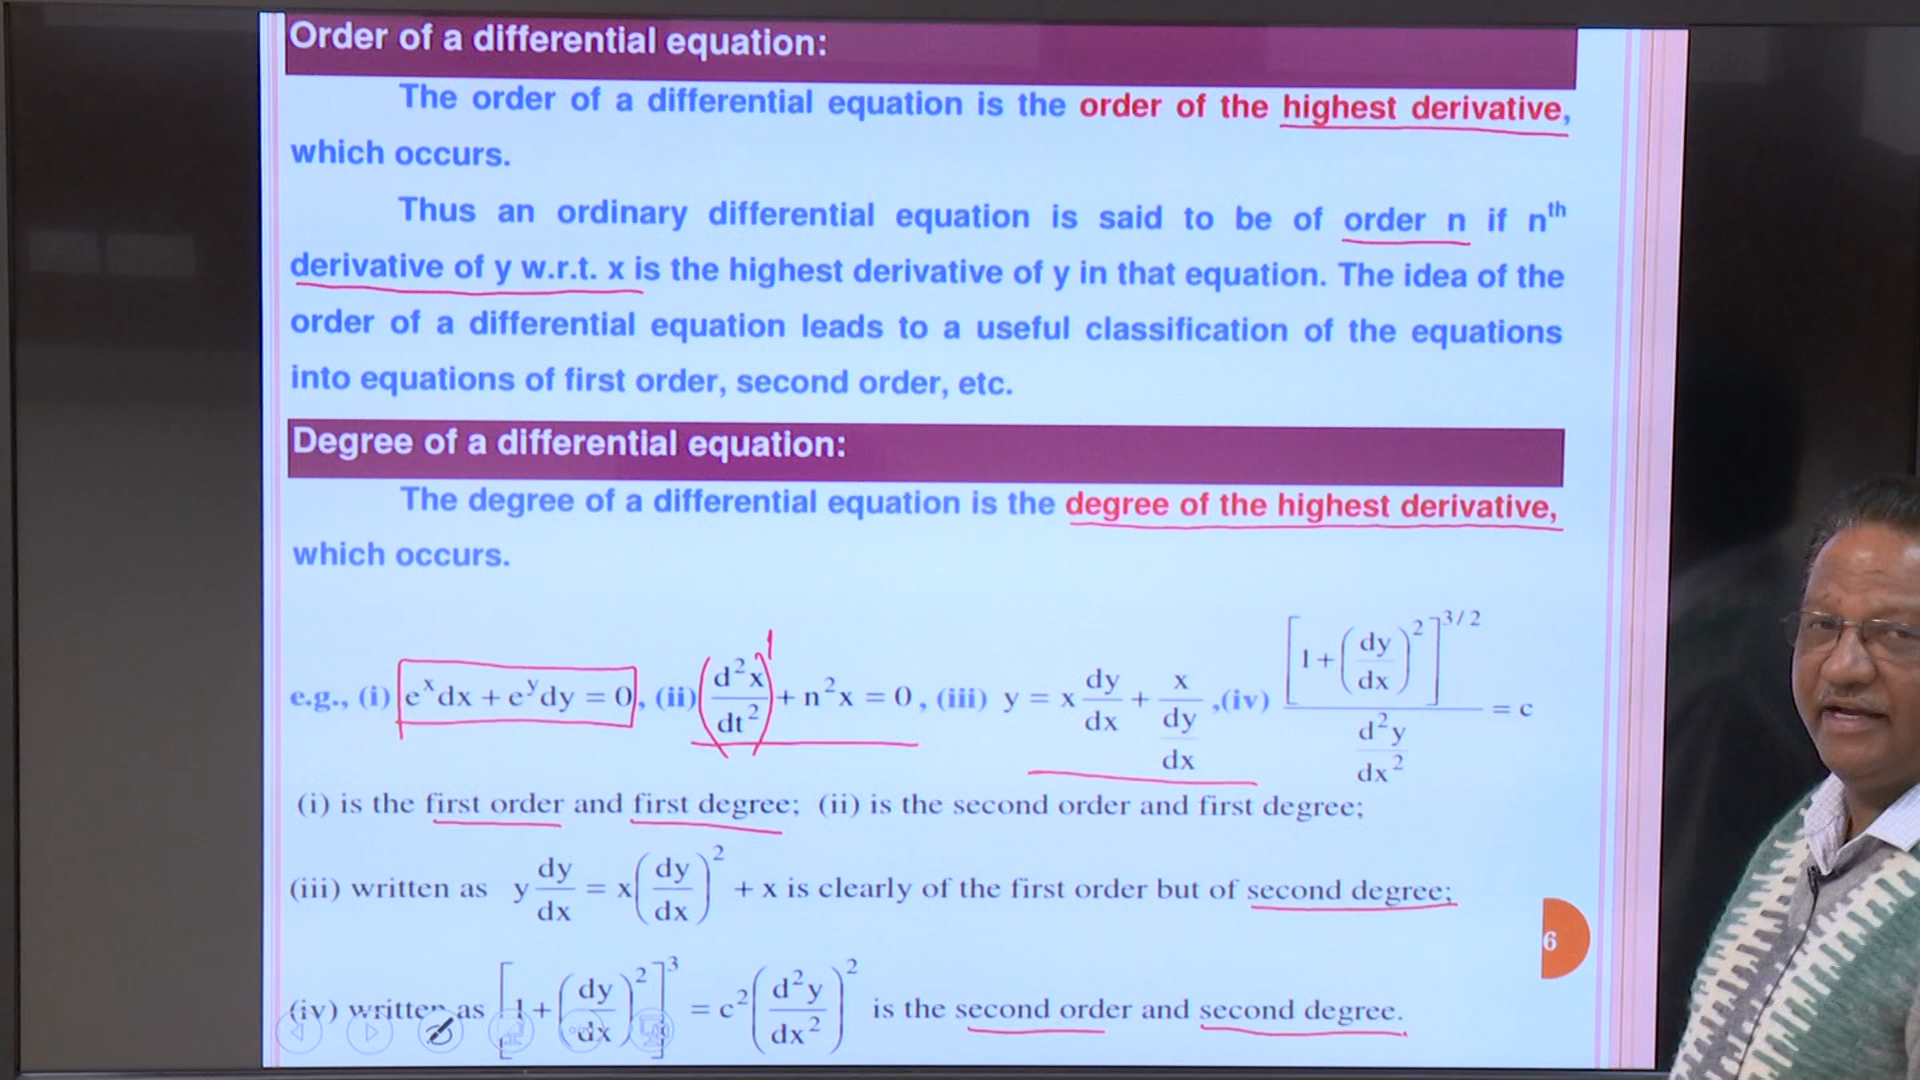 Order of a differential equation:
The order of a differential equation is the order of the highest derivative,
which occurs.
Thus an ordinary differential equation is said to be of order n if nᵗʰ
derivative of y w.r.t. x is the highest derivative of y in that equation. The idea of the
order of a differential equation leads to a useful classification of the equations
into equations of first order, second order, etc.
Degree of a differential equation:
The degree of a differential equation is the degree of the highest derivative,
which occurs.
e.g., (i) eˣdx + eʸdy = 0, (ii) (d²x/dt²)¹ + n²x = 0, (iii) y = x dy/dx + x/(dy/dx), (iv) [1+(dy/dx)²]^(3/2) / (d²y/dx²) = c
(i) is the first order and first degree; (ii) is the second order and first degree;
(iii) written as y dy/dx = x(dy/dx)² + x is clearly of the first order but of second degree;
(iv) written as [1+(dy/dx)²]³ = c²(d²y/dx²)² is the second order and second degree.
6